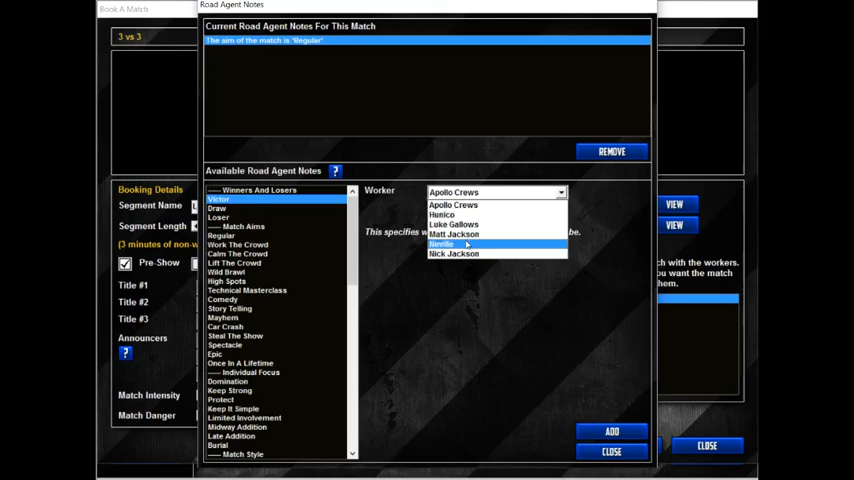 Book A Match
Road Agent Notes
3 vs 3
Current Road Agent Notes For This Match
The aim of the match is 'Regular'
REMOVE
Available Road Agent Notes ?
----- Winners And Losers
Victor
Draw
Loser
----- Match Aims
Regular
Work The Crowd
Calm The Crowd
Lift The Crowd
Wild Brawl
High Spots
Technical Masterclass
Comedy
Story Telling
Mayhem
Car Crash
Steal The Show
Spectacle
Epic
Once In A Lifetime
----- Individual Focus
Domination
Keep Strong
Protect
Keep It Simple
Limited Involvement
Midway Addition
Late Addition
Burial
----- Match Style
Worker
Apollo Crews
Apollo Crews
Hunico
Luke Gallows
Matt Jackson
Neville
Nick Jackson
This specifies w
be.
ADD
CLOSE
Booking Details
Segment Name
Segment Length
(3 minutes of non-w
Pre-Show
Title #1
Title #2
Title #3
Announcers
?
Match Intensity
Match Danger
VIEW
VIEW
ch with the workers.
you want the match
hem.
CLOSE